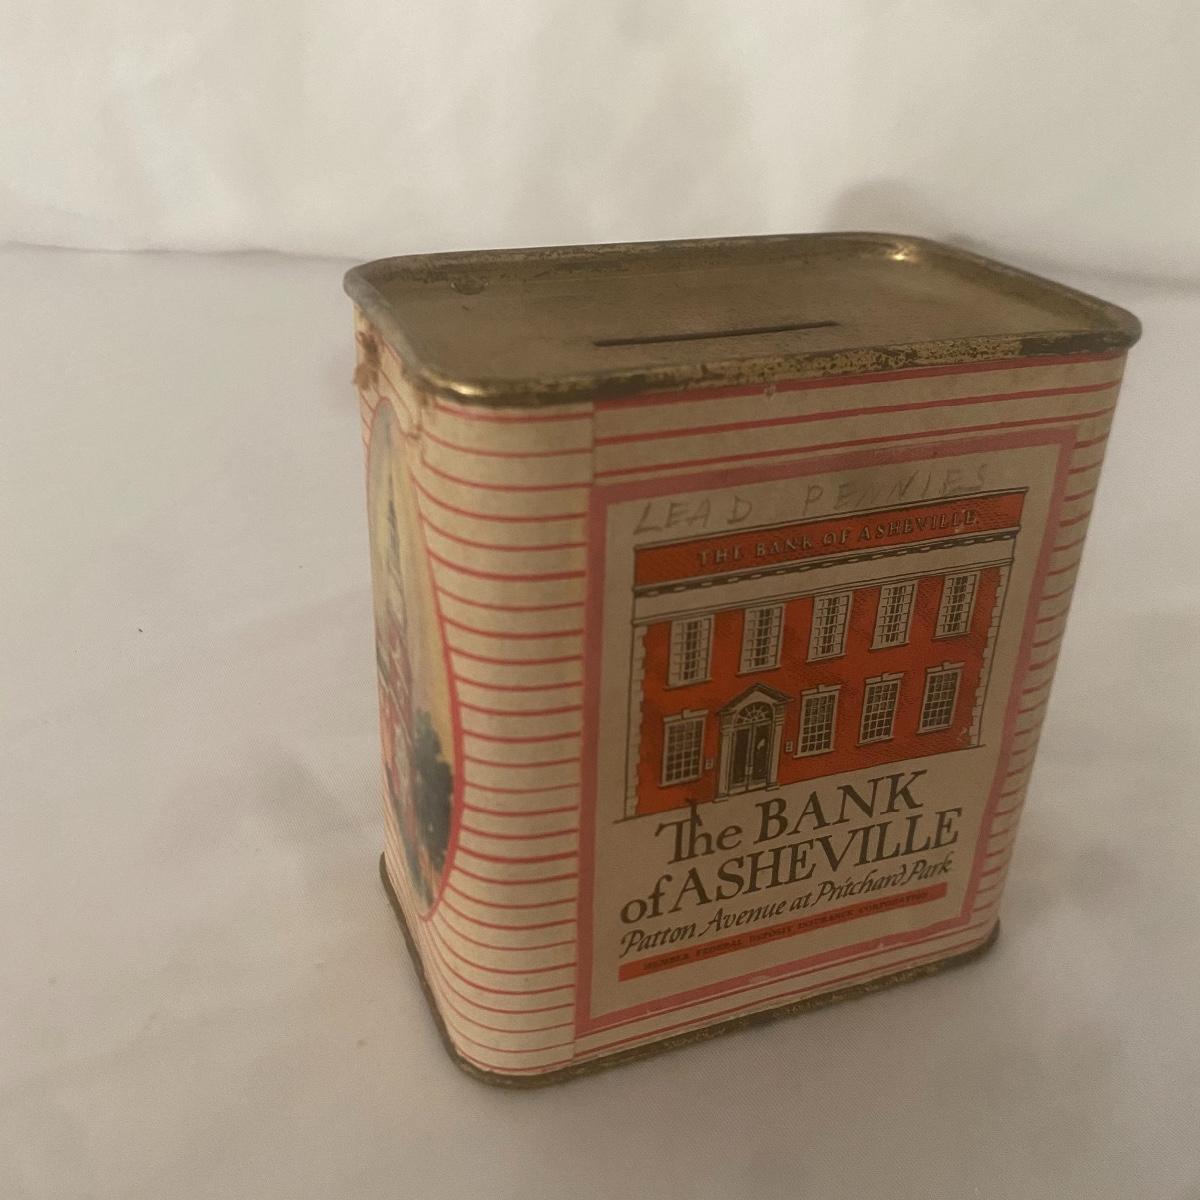 LEAD PENNIES
THE BANK OF ASHEVILLE
The BANK
of ASHEVILLE
Patton Avenue at Pritchard Park
MEMBER FEDERAL DEPOSIT INSURANCE CORPORATION